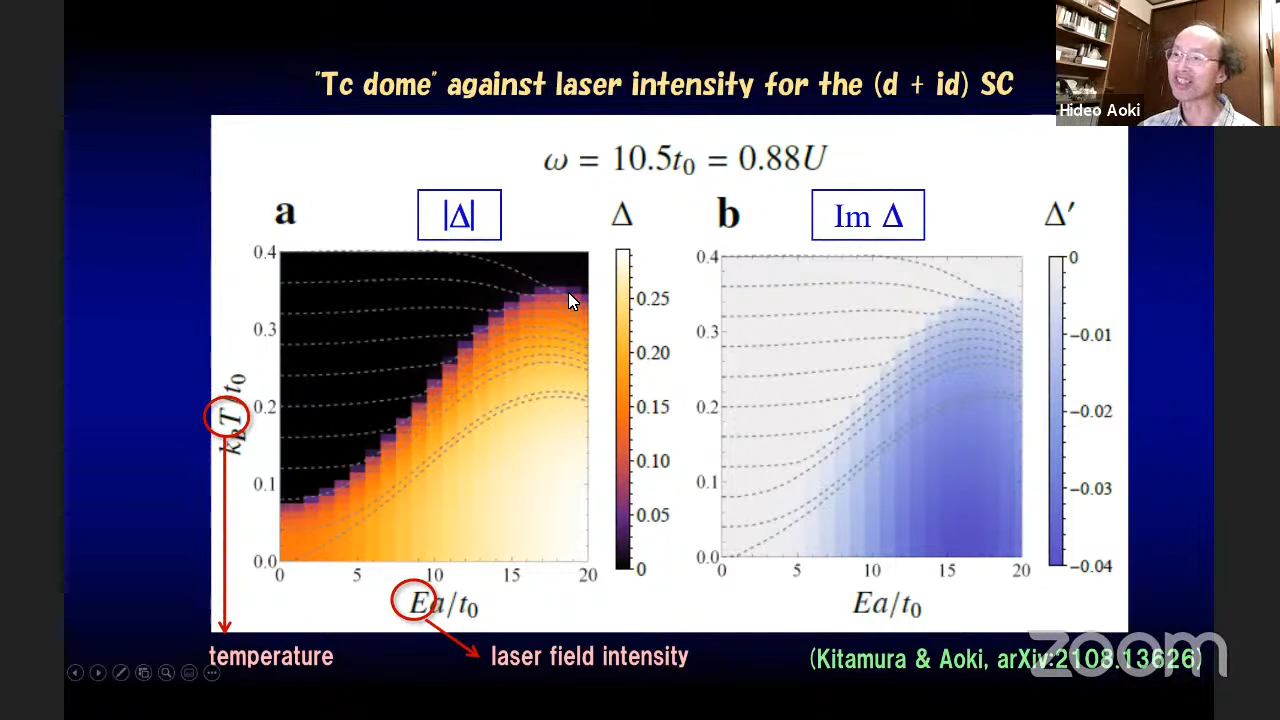 "Tc dome" against laser intensity for the (d + id) SC
Hideo Aoki
ω = 10.5t₀ = 0.88U
a
|Δ|
Δ
b
Im Δ
Δ′
0.4
0.3
0.2
0.1
0.0
k_BT/t₀
0 5 10 15 20
Ea/t₀
0.25
0.20
0.15
0.10
0.05
0
0.4
0.3
0.2
0.1
0.0
0 5 10 15 20
Ea/t₀
0
−0.01
−0.02
−0.03
−0.04
temperature
laser field intensity
(Kitamura & Aoki, arXiv:2108.13626)
zoom